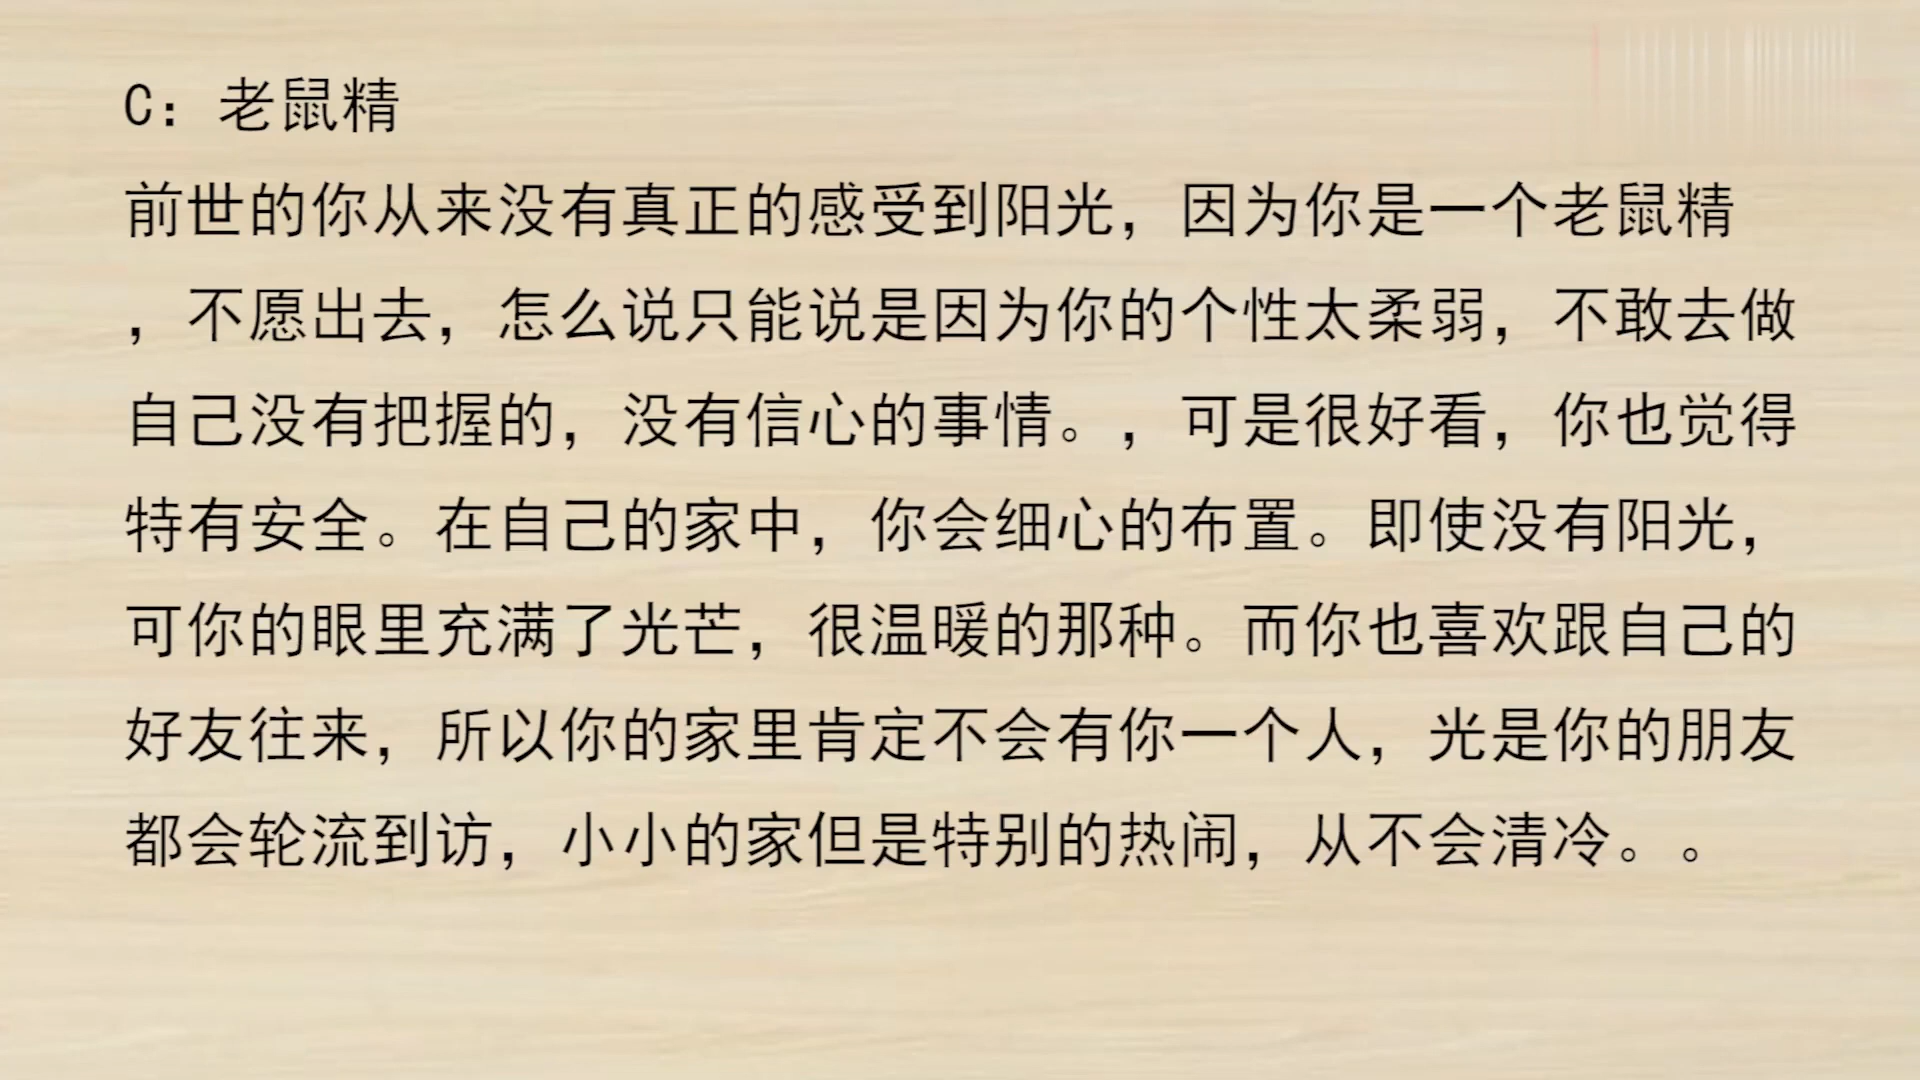 C：老鼠精
前世的你从来没有真正的感受到阳光，因为你是一个老鼠精
，不愿出去，怎么说只能说是因为你的个性太柔弱，不敢去做
自己没有把握的，没有信心的事情。，可是很好看，你也觉得
特有安全。在自己的家中，你会细心的布置。即使没有阳光，
可你的眼里充满了光芒，很温暖的那种。而你也喜欢跟自己的
好友往来，所以你的家里肯定不会有你一个人，光是你的朋友
都会轮流到访，小小的家但是特别的热闹，从不会清冷。。